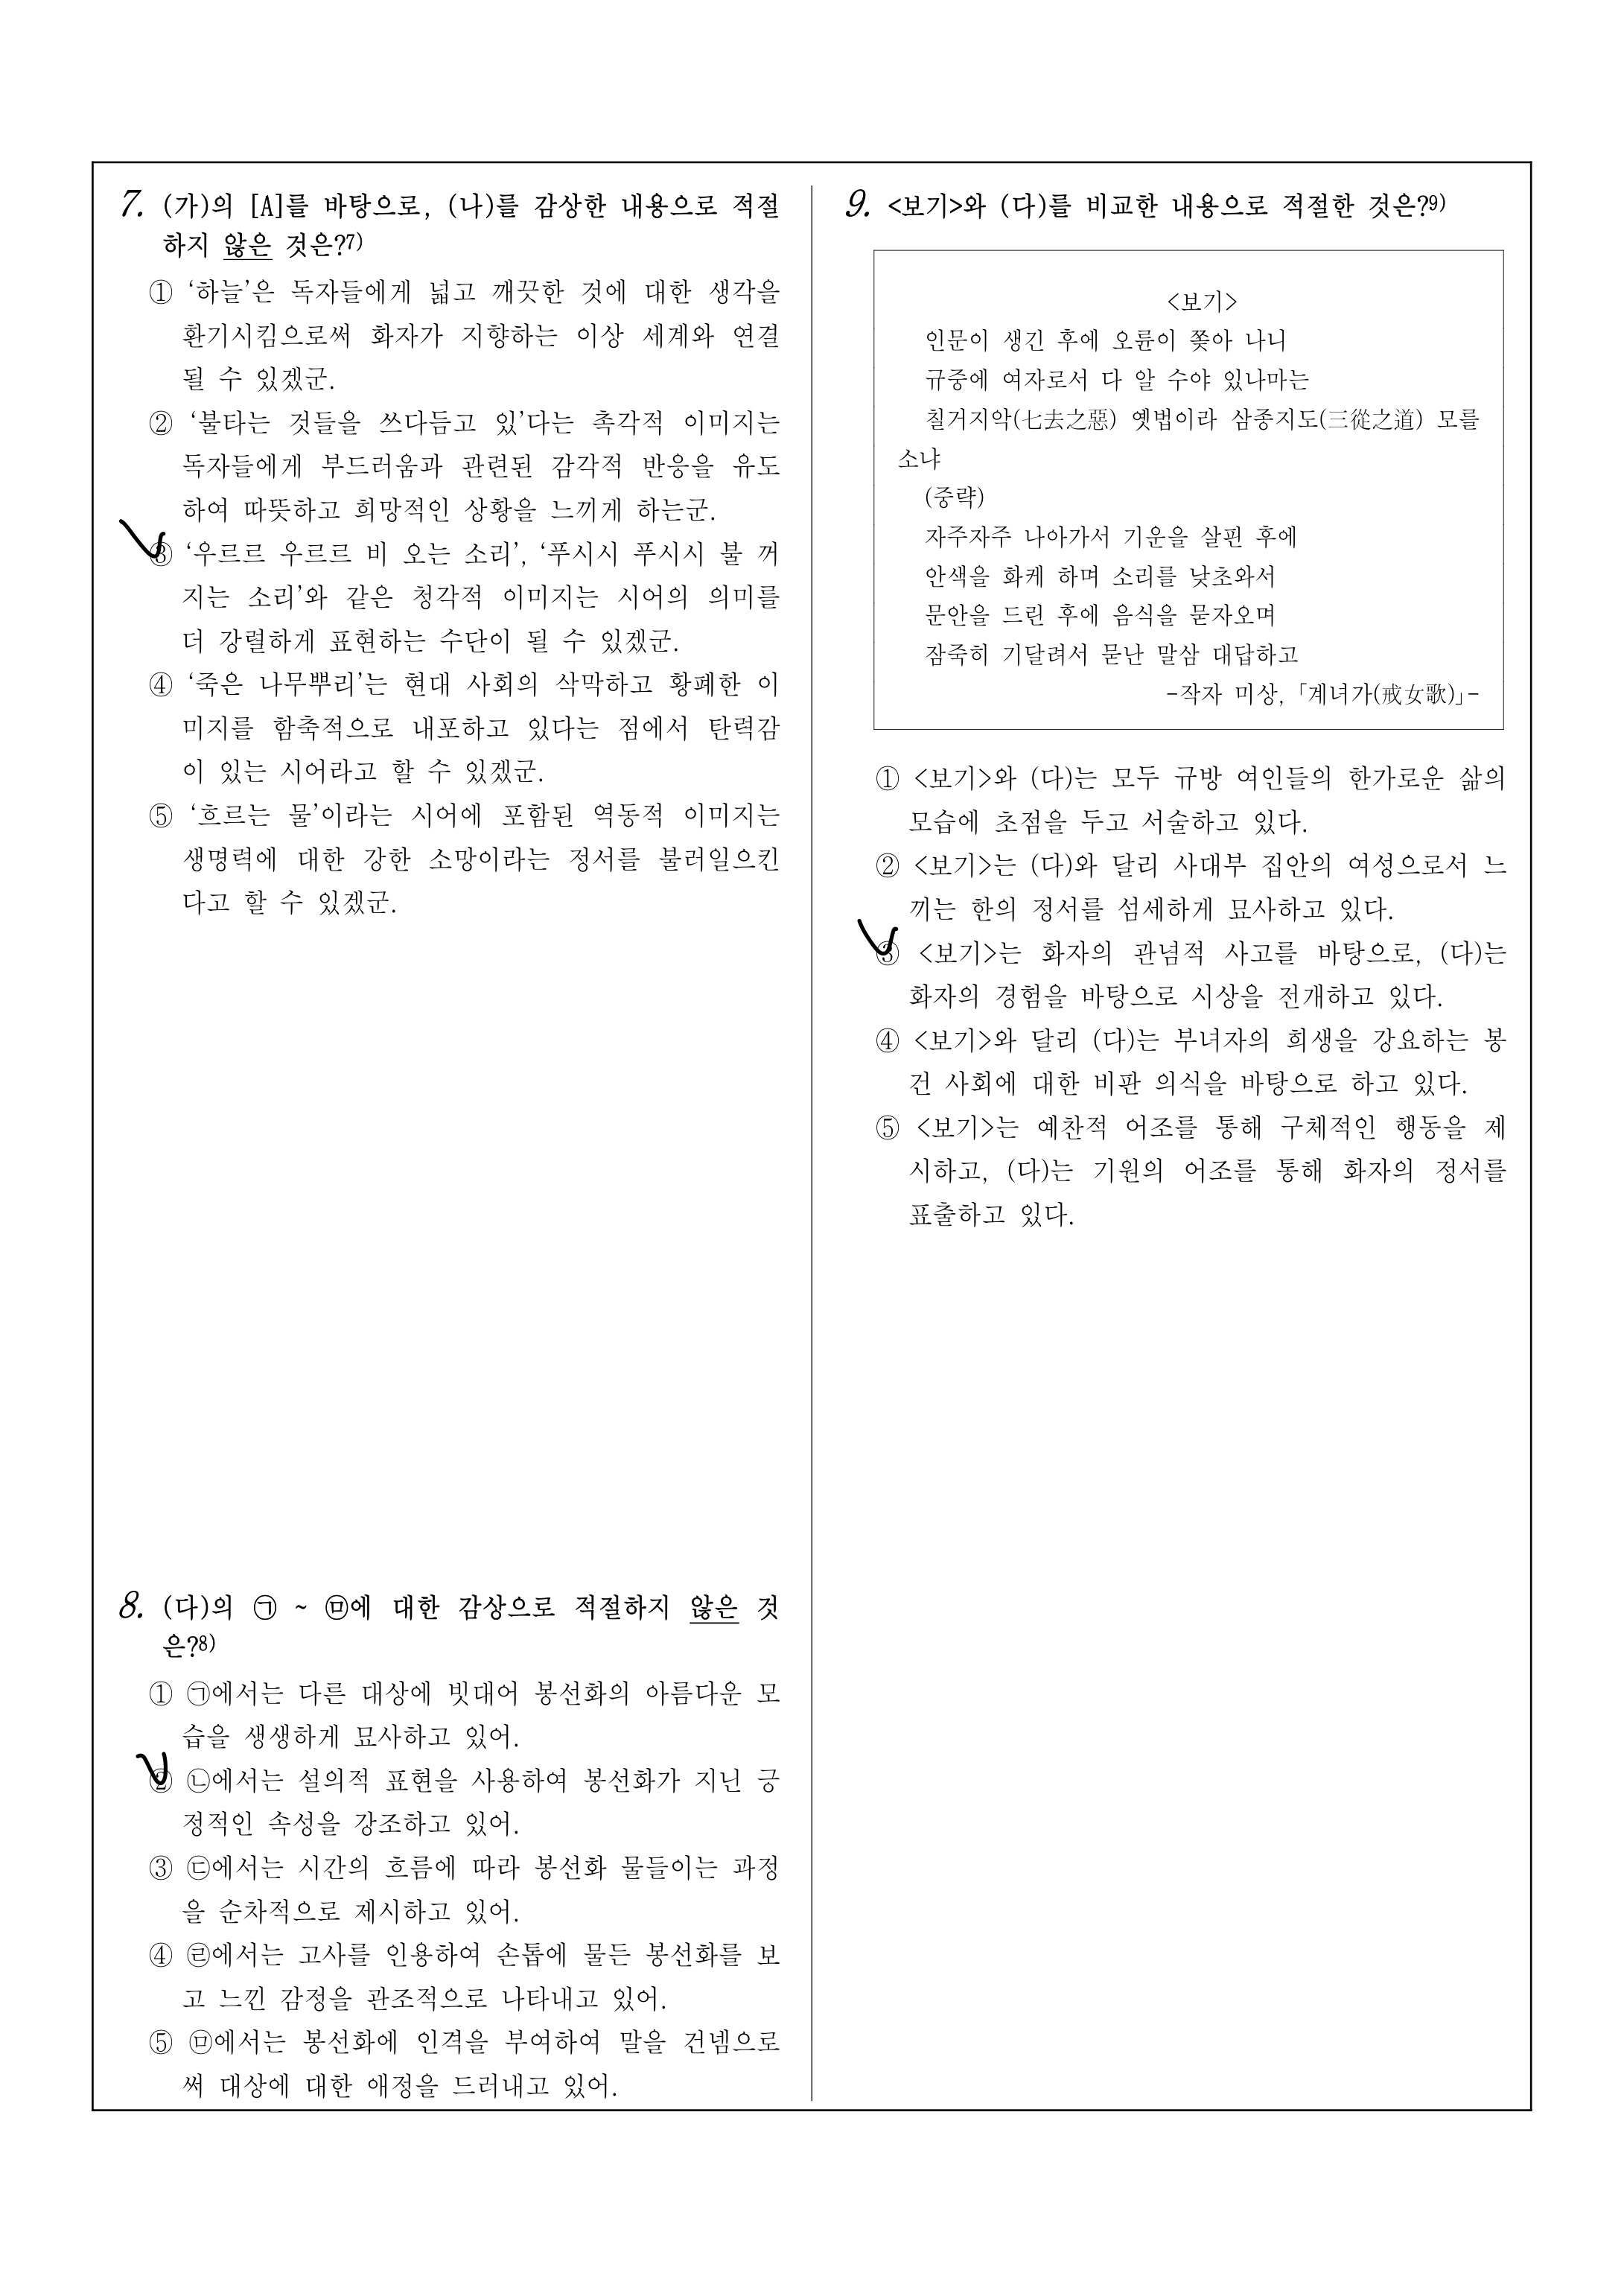 7. (가)의 [A]를 바탕으로, (나)를 감상한 내용으로 적절
하지 않은 것은?7)
① ‘하늘’은 독자들에게 넓고 깨끗한 것에 대한 생각을
환기시킴으로써 화자가 지향하는 이상 세계와 연결
될 수 있겠군.
② ‘불타는 것들을 쓰다듬고 있’다는 촉각적 이미지는
독자들에게 부드러움과 관련된 감각적 반응을 유도
하여 따뜻하고 희망적인 상황을 느끼게 하는군.
③ ‘우르르 우르르 비 오는 소리’, ‘푸시시 푸시시 불 꺼
지는 소리’와 같은 청각적 이미지는 시어의 의미를
더 강렬하게 표현하는 수단이 될 수 있겠군.
④ ‘죽은 나무뿌리’는 현대 사회의 삭막하고 황폐한 이
미지를 함축적으로 내포하고 있다는 점에서 탄력감
이 있는 시어라고 할 수 있겠군.
⑤ ‘흐르는 물’이라는 시어에 포함된 역동적 이미지는
생명력에 대한 강한 소망이라는 정서를 불러일으킨
다고 할 수 있겠군.
8. (다)의 ㉠ ~ ㉤에 대한 감상으로 적절하지 않은 것
은?8)
① ㉠에서는 다른 대상에 빗대어 봉선화의 아름다운 모
습을 생생하게 묘사하고 있어.
② ㉡에서는 설의적 표현을 사용하여 봉선화가 지닌 긍
정적인 속성을 강조하고 있어.
③ ㉢에서는 시간의 흐름에 따라 봉선화 물들이는 과정
을 순차적으로 제시하고 있어.
④ ㉣에서는 고사를 인용하여 손톱에 물든 봉선화를 보
고 느낀 감정을 관조적으로 나타내고 있어.
⑤ ㉤에서는 봉선화에 인격을 부여하여 말을 건넴으로
써 대상에 대한 애정을 드러내고 있어.
9. <보기>와 (다)를 비교한 내용으로 적절한 것은?9)
<보기>
인문이 생긴 후에 오륜이 쫓아 나니
규중에 여자로서 다 알 수야 있나마는
칠거지악(七去之惡) 옛법이라 삼종지도(三從之道) 모를
소냐
(중략)
자주자주 나아가서 기운을 살핀 후에
안색을 화케 하며 소리를 낮초와서
문안을 드린 후에 음식을 묻자오며
잠죽히 기달려서 묻난 말삼 대답하고
-작자 미상, 「계녀가(戒女歌)」-
① <보기>와 (다)는 모두 규방 여인들의 한가로운 삶의
모습에 초점을 두고 서술하고 있다.
② <보기>는 (다)와 달리 사대부 집안의 여성으로서 느
끼는 한의 정서를 섬세하게 묘사하고 있다.
③ <보기>는 화자의 관념적 사고를 바탕으로, (다)는
화자의 경험을 바탕으로 시상을 전개하고 있다.
④ <보기>와 달리 (다)는 부녀자의 희생을 강요하는 봉
건 사회에 대한 비판 의식을 바탕으로 하고 있다.
⑤ <보기>는 예찬적 어조를 통해 구체적인 행동을 제
시하고, (다)는 기원의 어조를 통해 화자의 정서를
표출하고 있다.